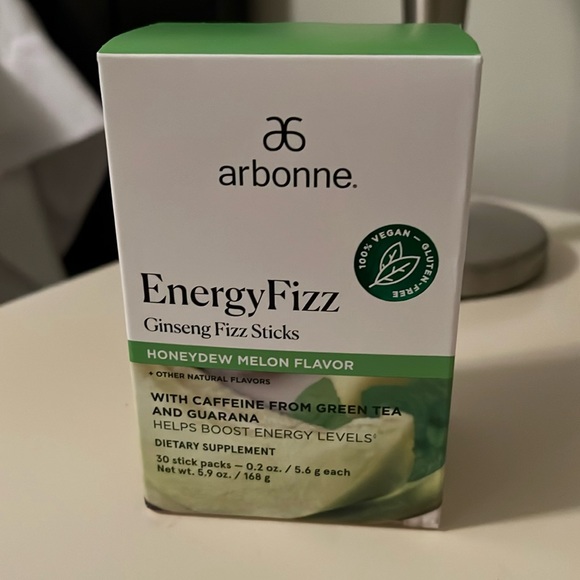 arbonne.
100% VEGAN — GLUTEN-FREE
EnergyFizz
Ginseng Fizz Sticks
HONEYDEW MELON FLAVOR
+ OTHER NATURAL FLAVORS
WITH CAFFEINE FROM GREEN TEA
AND GUARANA
HELPS BOOST ENERGY LEVELS◊
DIETARY SUPPLEMENT
30 stick packs — 0.2 oz. / 5.6 g each
Net wt. 5.9 oz. / 168 g